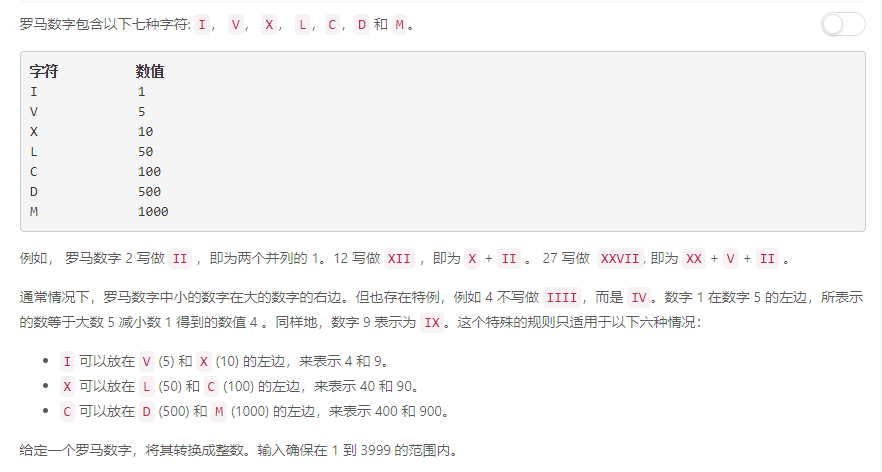 罗马数字包含以下七种字符: I， V， X， L，C，D 和 M。
字符 数值
I 1
V 5
X 10
L 50
C 100
D 500
M 1000
例如， 罗马数字 2 写做 II ，即为两个并列的 1。12 写做 XII ，即为 X + II 。 27 写做 XXVII, 即为 XX + V + II 。
通常情况下，罗马数字中小的数字在大的数字的右边。但也存在特例，例如 4 不写做 IIII，而是 IV。数字 1 在数字 5 的左边，所表示
的数等于大数 5 减小数 1 得到的数值 4 。同样地，数字 9 表示为 IX。这个特殊的规则只适用于以下六种情况：
• I 可以放在 V (5) 和 X (10) 的左边，来表示 4 和 9。
• X 可以放在 L (50) 和 C (100) 的左边，来表示 40 和 90。
• C 可以放在 D (500) 和 M (1000) 的左边，来表示 400 和 900。
给定一个罗马数字，将其转换成整数。输入确保在 1 到 3999 的范围内。